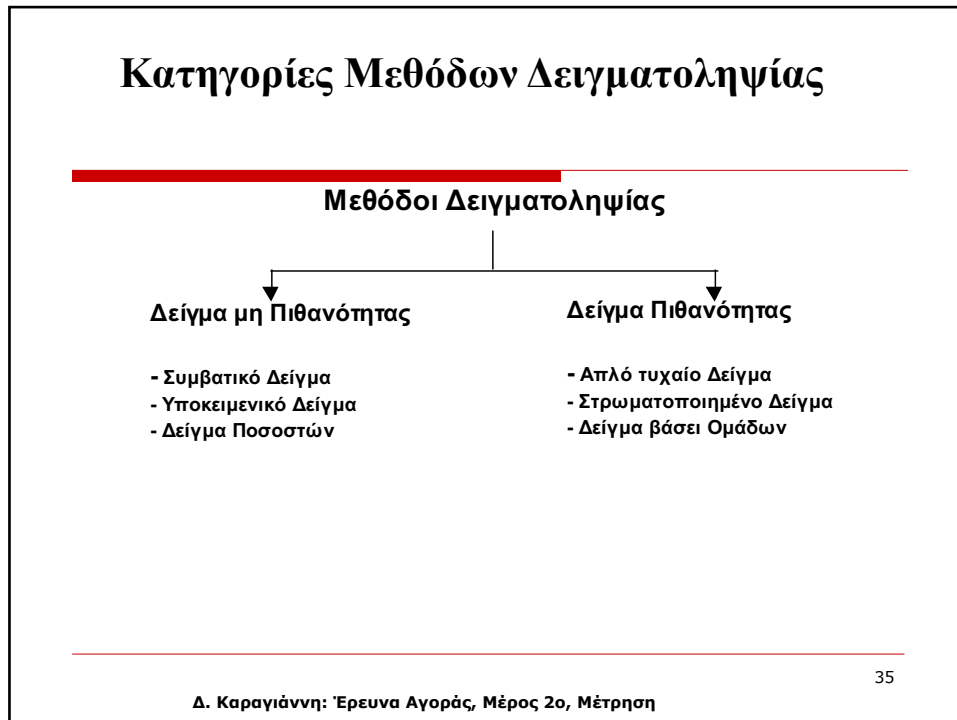 Κατηγορίες Μεθόδων Δειγματοληψίας
Μεθόδοι Δειγματοληψίας
Δείγμα μη Πιθανότητας
- Συμβατικό Δείγμα
- Υποκειμενικό Δείγμα
- Δείγμα Ποσοστών
Δείγμα Πιθανότητας
- Απλό τυχαίο Δείγμα
- Στρωματοποιημένο Δείγμα
- Δείγμα βάσει Ομάδων
35
Δ. Καραγιάννη: Έρευνα Αγοράς, Μέρος 2ο, Μέτρηση